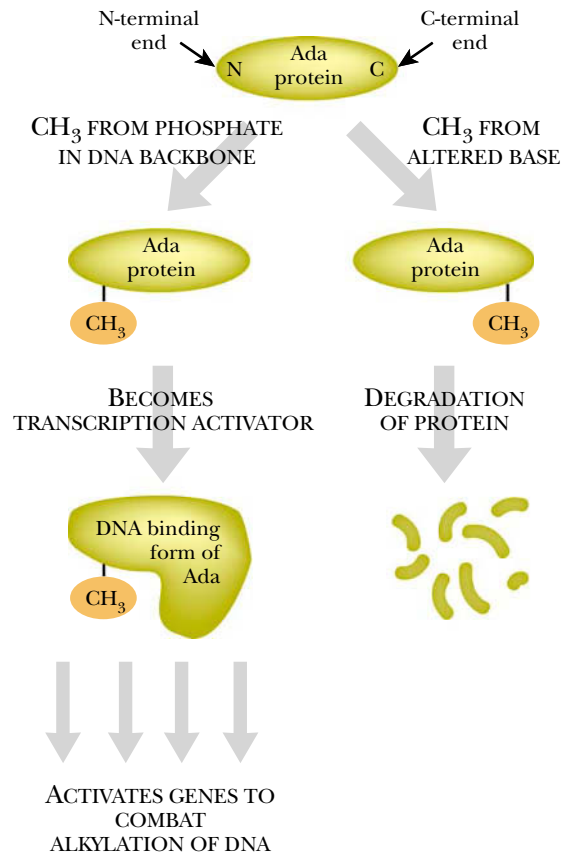 N-terminal
end
C-terminal
end
Ada
protein
N
C
CH3 FROM PHOSPHATE
IN DNA BACKBONE
CH3 FROM
ALTERED BASE
Ada
protein
CH3
Ada
protein
CH3
BECOMES
TRANSCRIPTION ACTIVATOR
DEGRADATION
OF PROTEIN
DNA binding
form of
Ada
CH3
ACTIVATES GENES TO
COMBAT
ALKYLATION OF DNA